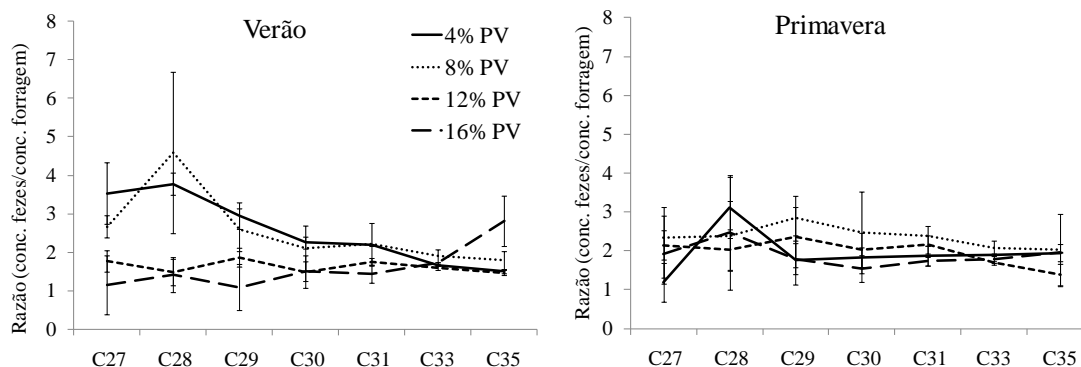 Verão
Razão (conc. fezes/conc. forragem)
8
7
6
5
4
3
2
1
0
4% PV
8% PV
12% PV
16% PV
C27 C28 C29 C30 C31 C33 C35
Primavera
Razão (conc. fezes/conc. forragem)
8
7
6
5
4
3
2
1
0
C27 C28 C29 C30 C31 C33 C35